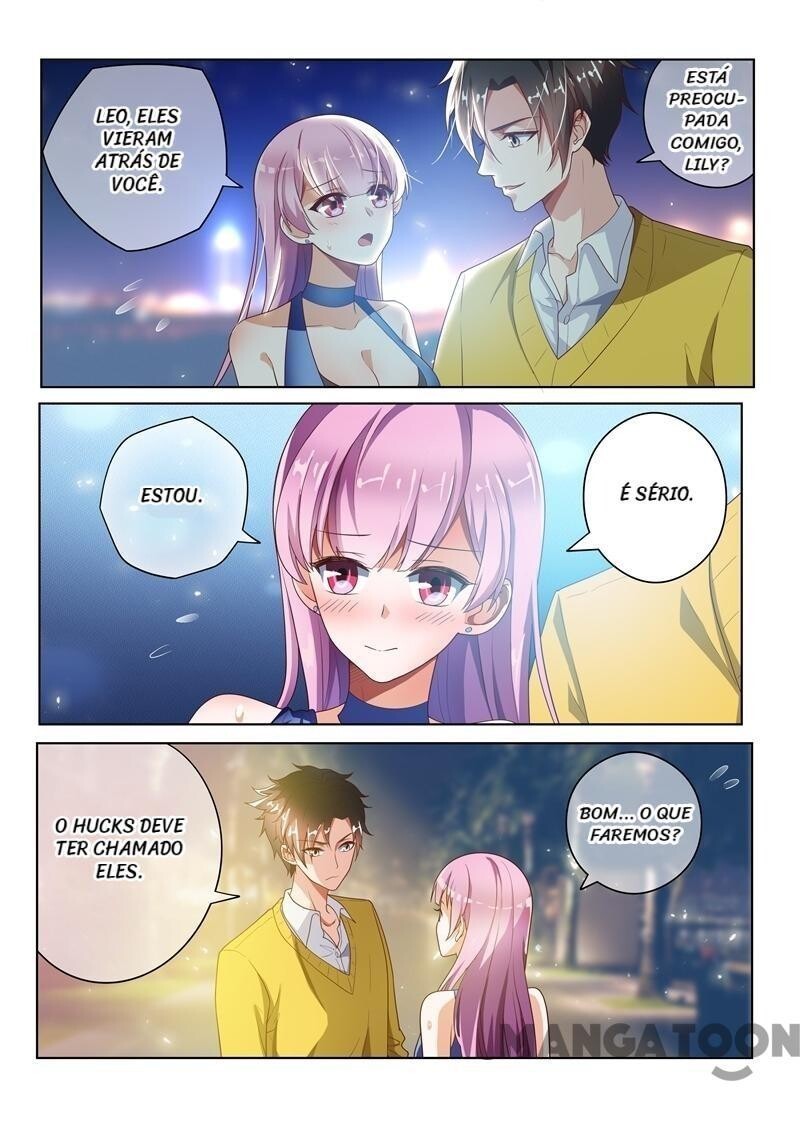 LEO, ELES
VIERAM
ATRÁS DE
VOCÊ.
ESTÁ
PREOCU-
PADA
COMIGO,
LILY?
ESTOU.
É SÉRIO.
O HUCKS DEVE
TER CHAMADO
ELES.
BOM... O QUE
FAREMOS?
MANGATOON